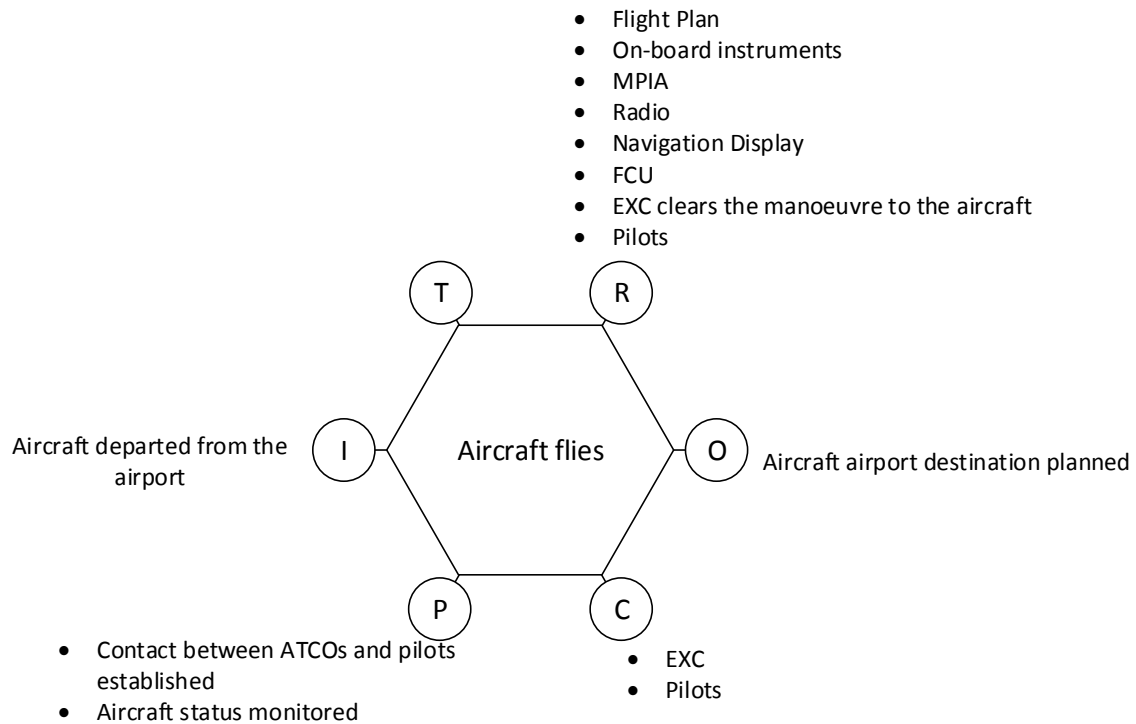 • Flight Plan
• On-board instruments
• MPIA
• Radio
• Navigation Display
• FCU
• EXC clears the manoeuvre to the aircraft
• Pilots
T
R
Aircraft departed from the
airport
I
Aircraft flies
O
Aircraft airport destination planned
P
C
• Contact between ATCOs and pilots
established
• Aircraft status monitored
• EXC
• Pilots